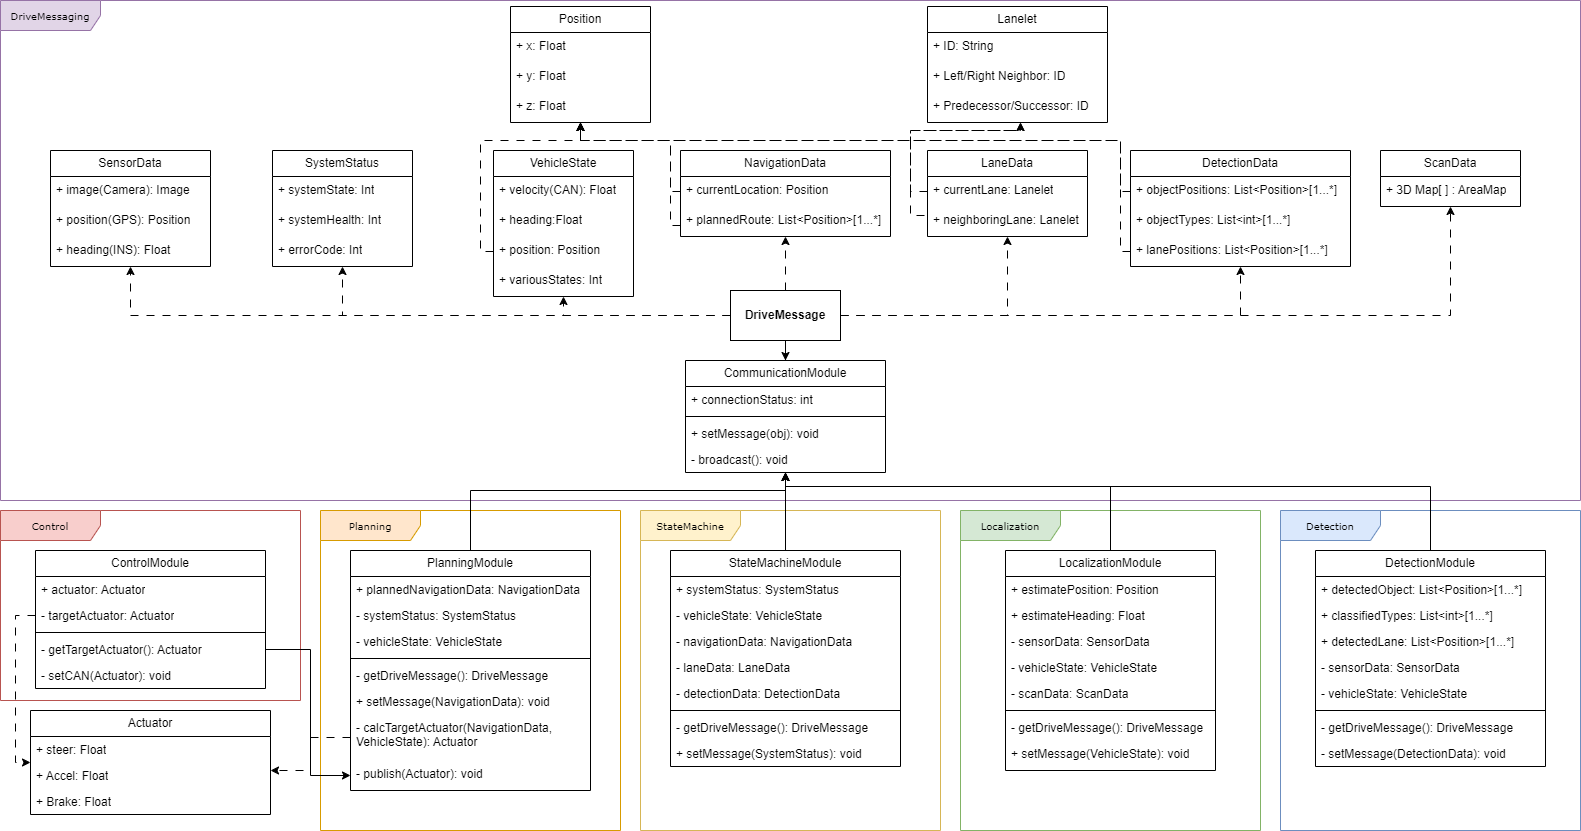 DriveMessaging
Position
+ x: Float
+ y: Float
+ z: Float
Lanelet
+ ID: String
+ Left/Right Neighbor: ID
+ Predecessor/Successor: ID
SensorData
+ image(Camera): Image
+ position(GPS): Position
+ heading(INS): Float
SystemStatus
+ systemState: Int
+ systemHealth: Int
+ errorCode: Int
VehicleState
+ velocity(CAN): Float
+ heading:Float
+ position: Position
+ variousStates: Int
NavigationData
+ currentLocation: Position
+ plannedRoute: List<Position>[1...*]
LaneData
+ currentLane: Lanelet
+ neighboringLane: Lanelet
DetectionData
+ objectPositions: List<Position>[1...*]
+ objectTypes: List<int>[1...*]
+ lanePositions: List<Position>[1...*]
ScanData
+ 3D Map[ ] : AreaMap
DriveMessage
CommunicationModule
+ connectionStatus: int
+ setMessage(obj): void
- broadcast(): void
Control
ControlModule
+ actuator: Actuator
- targetActuator: Actuator
- getTargetActuator(): Actuator
- setCAN(Actuator): void
Actuator
+ steer: Float
+ Accel: Float
+ Brake: Float
Planning
PlanningModule
+ plannedNavigationData: NavigationData
- systemStatus: SystemStatus
- vehicleState: VehicleState
- getDriveMessage(): DriveMessage
+ setMessage(NavigationData): void
- calcTargetActuator(NavigationData,
VehicleState): Actuator
- publish(Actuator): void
StateMachine
StateMachineModule
+ systemStatus: SystemStatus
- vehicleState: VehicleState
- navigationData: NavigationData
- laneData: LaneData
- detectionData: DetectionData
- getDriveMessage(): DriveMessage
+ setMessage(SystemStatus): void
Localization
LocalizationModule
+ estimatePosition: Position
+ estimateHeading: Float
- sensorData: SensorData
- vehicleState: VehicleState
- scanData: ScanData
- getDriveMessage(): DriveMessage
+ setMessage(VehicleState): void
Detection
DetectionModule
+ detectedObject: List<Position>[1...*]
+ classifiedTypes: List<int>[1...*]
+ detectedLane: List<Position>[1...*]
- sensorData: SensorData
- vehicleState: VehicleState
- getDriveMessage(): DriveMessage
- setMessage(DetectionData): void